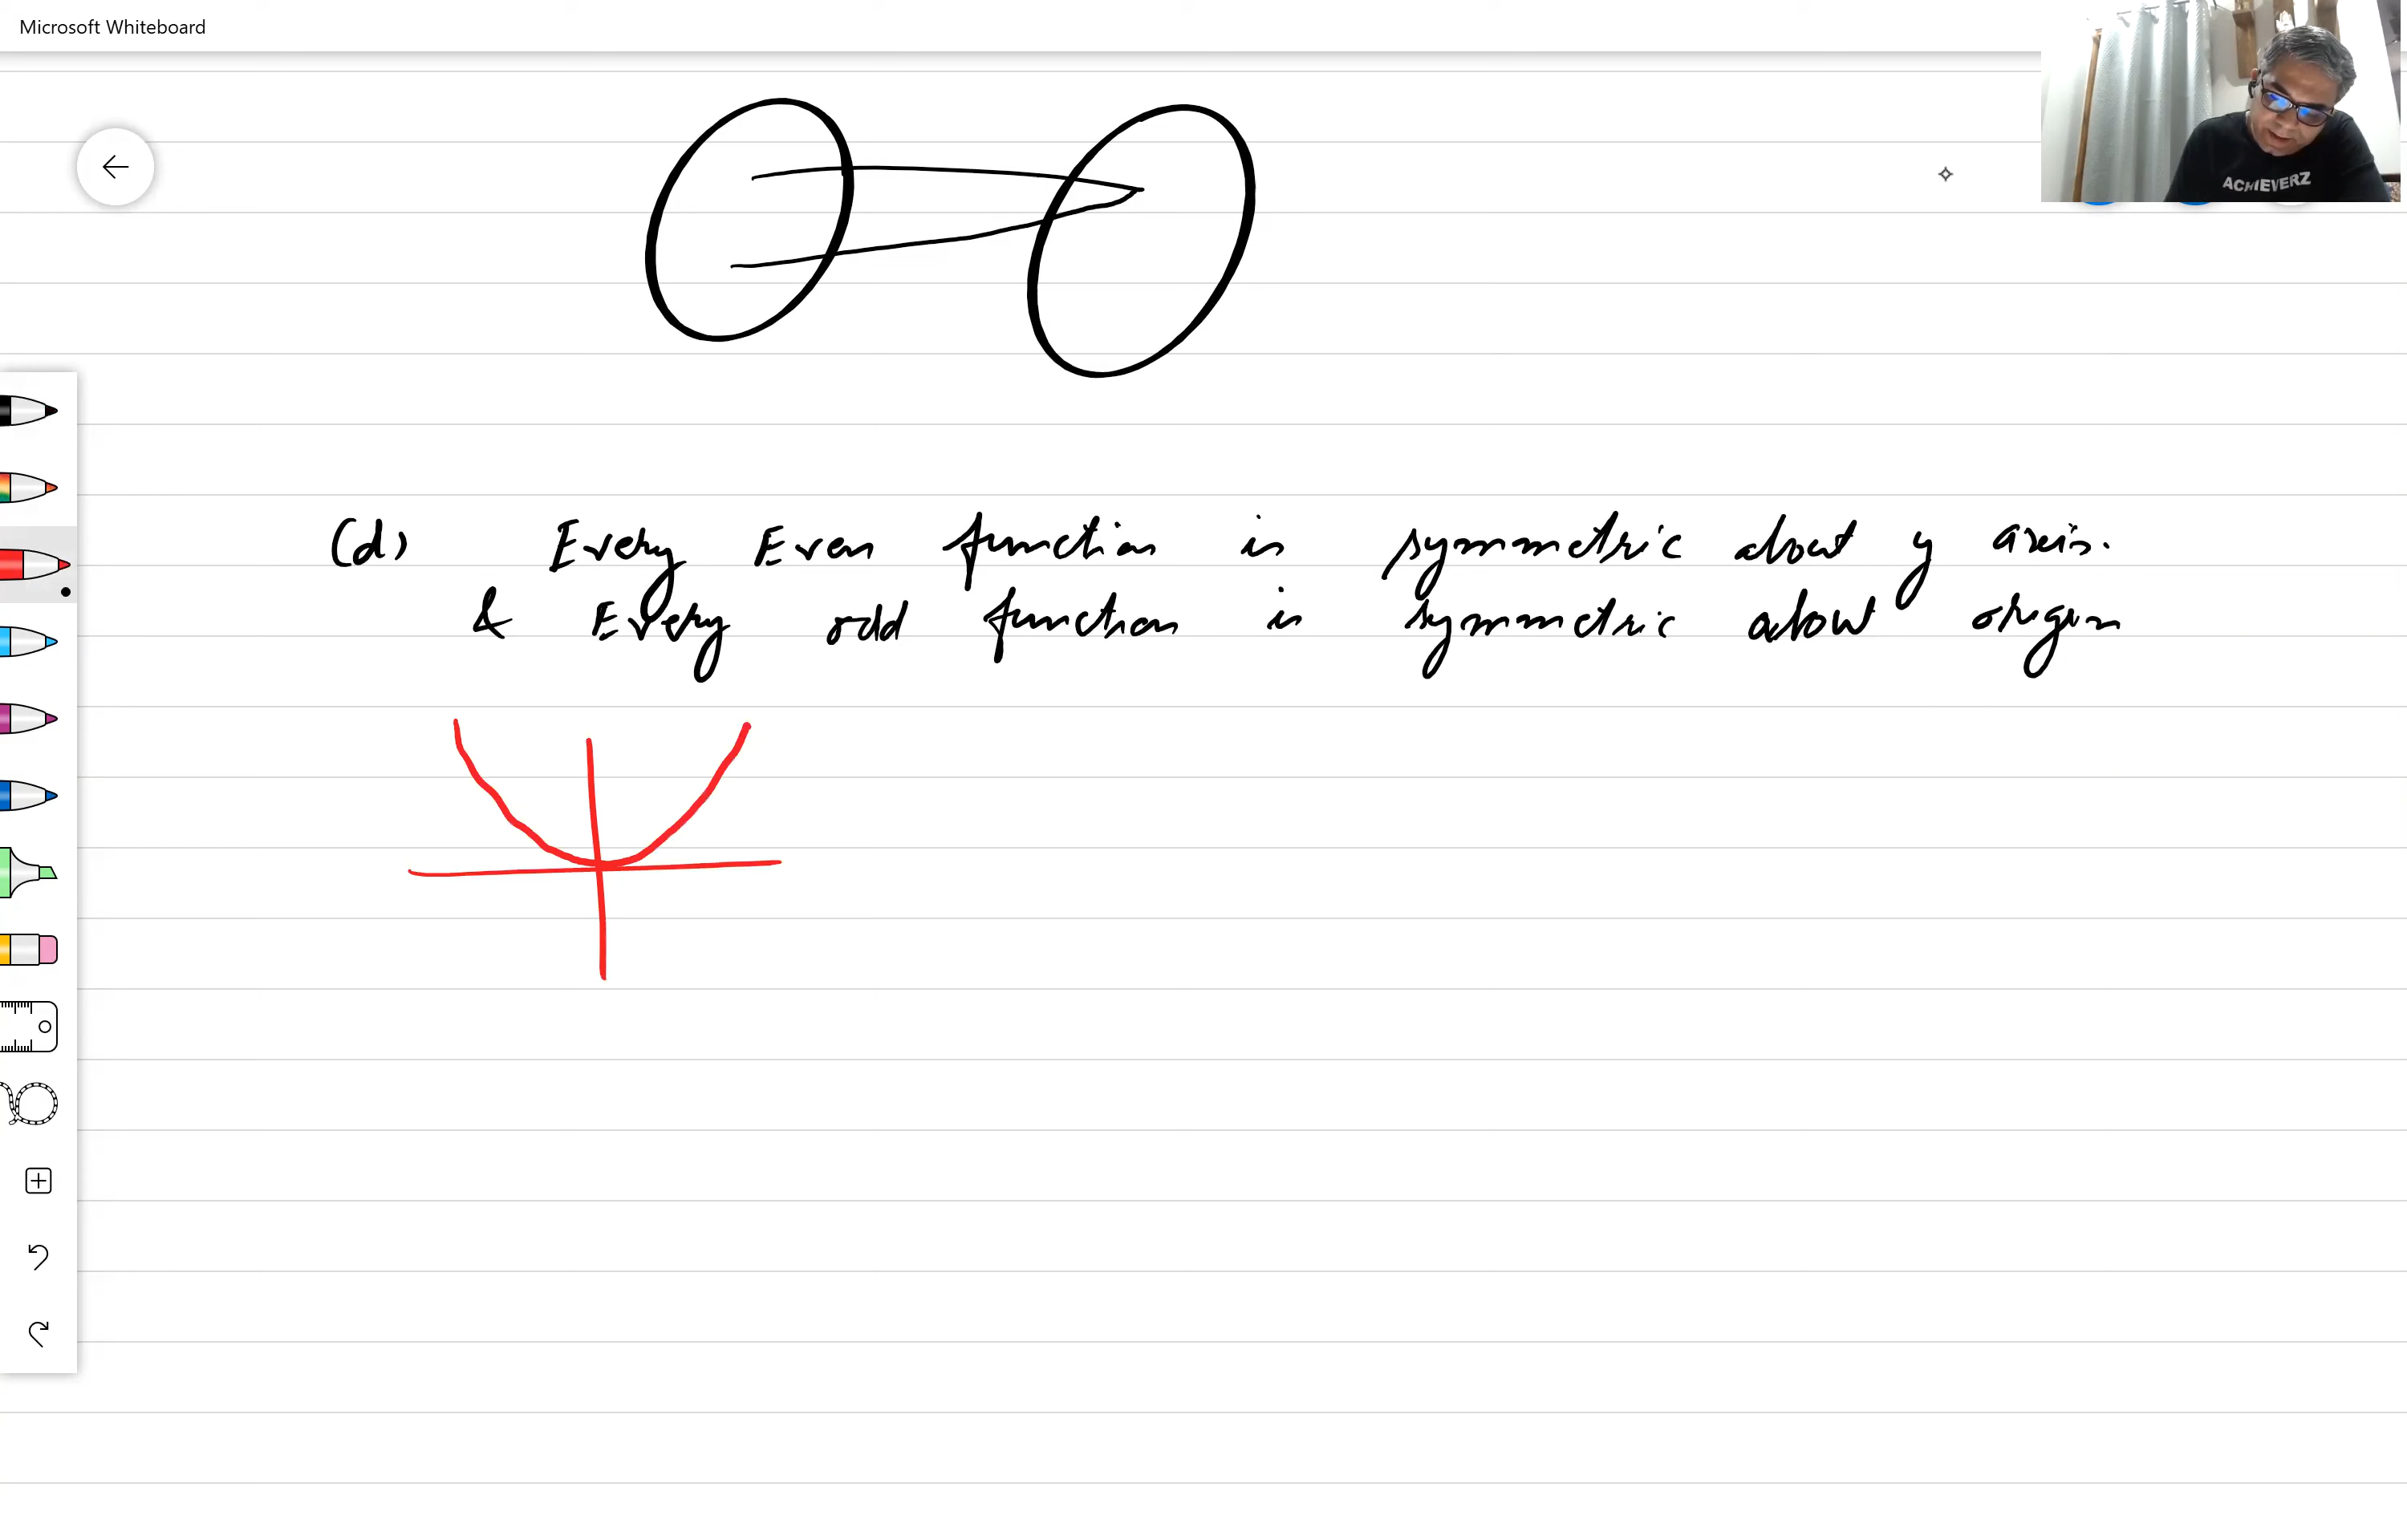 Microsoft Whiteboard
ACHIEVERZ
(d) Every Even function is symmetric about y axis.
& Every odd function is symmetric about origin